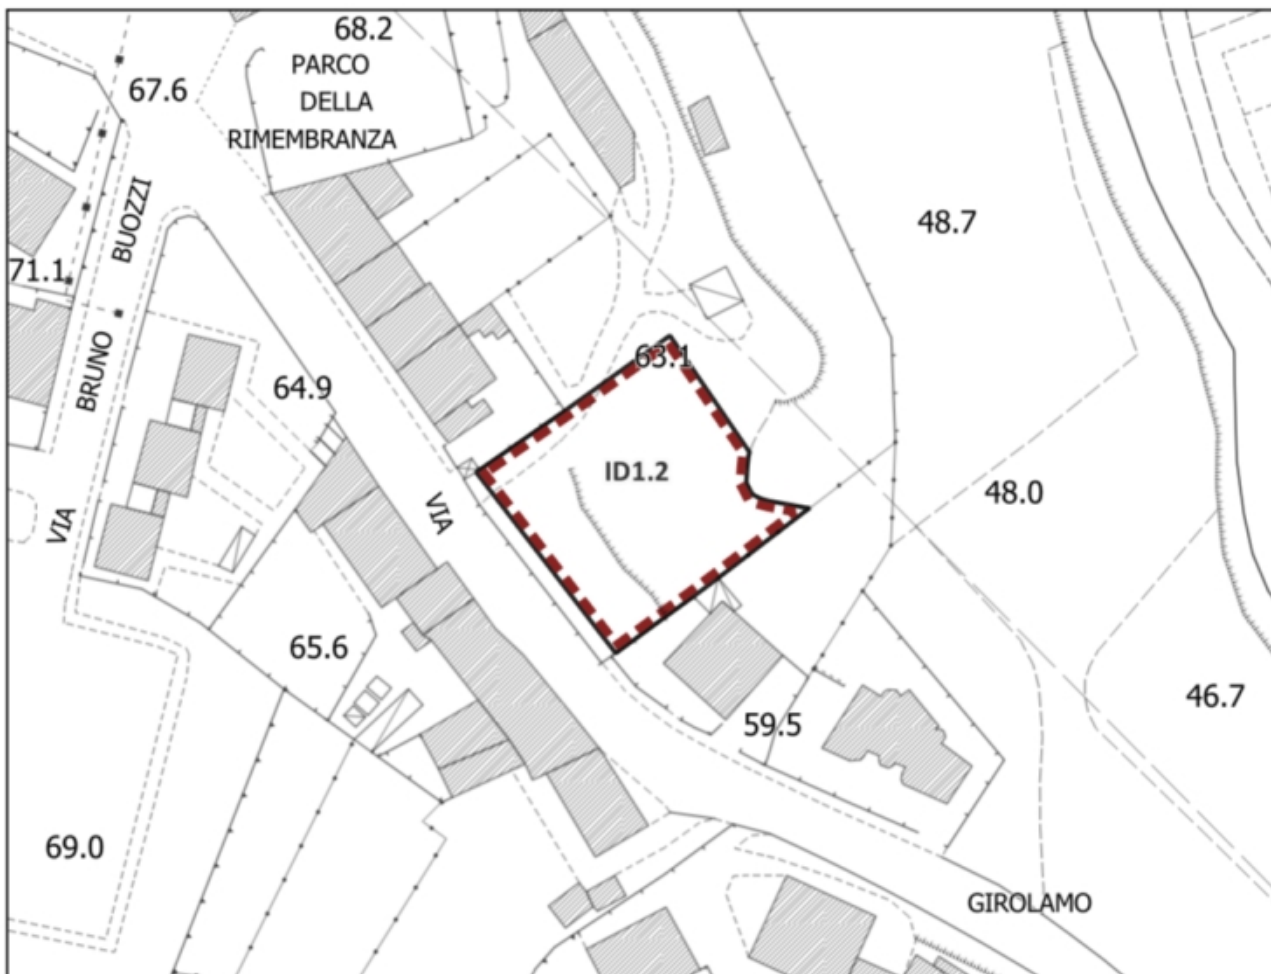 68.2
PARCO
DELLA
RIMEMBRANZA
67.6
BUOZZI
71.1
BRUNO
VIA
64.9
63.1
48.7
ID1.2
VIA
48.0
65.6
59.5
46.7
69.0
GIROLAMO